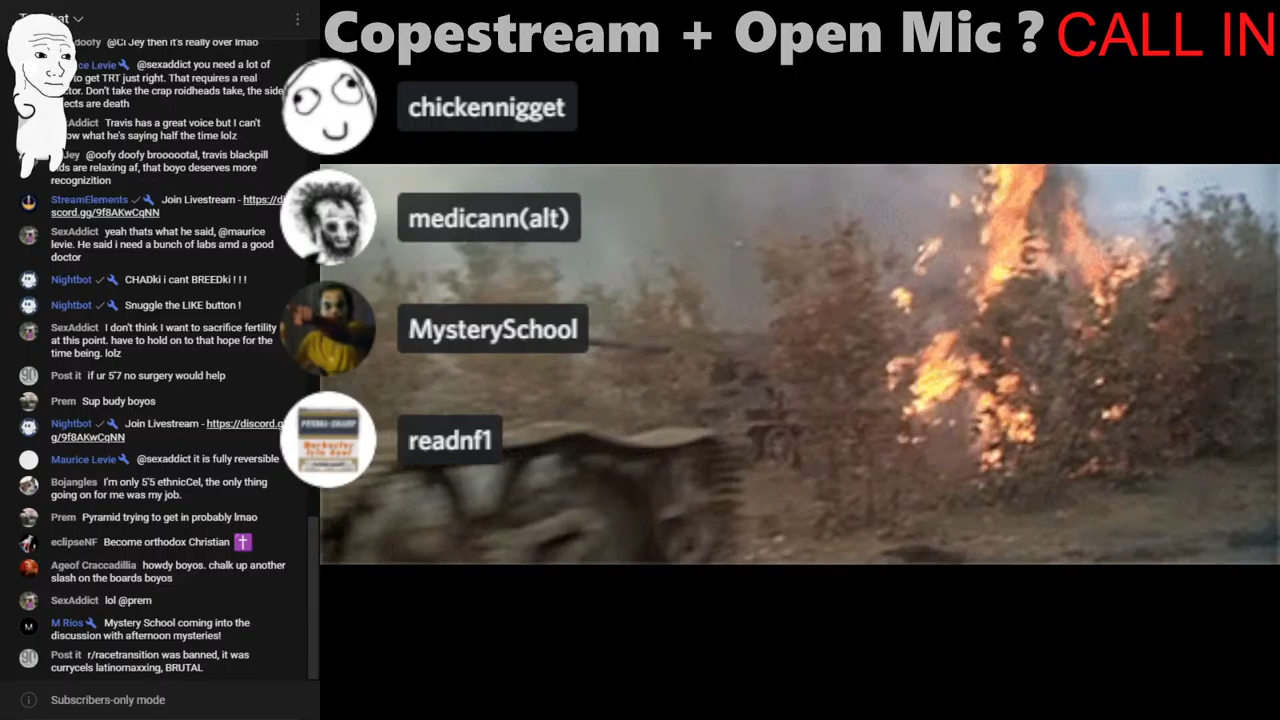 Copestream + Open Mic ? CALL IN
doofy @Ci Jey then it's really over lmao
Levie @sexaddict you need a lot of
to get TRT just right. That requires a real
Don't take the crap roidheads take, the side
are death
Travis has a great voice but I can't
what he's saying half the time lolz
Jey @oofy doofy broooootal, travis blackpill
are relaxing af, that boyo deserves more
recognizition
StreamElements Join Livestream - https://di
scord.gg/9f8AKwCqNN
SexAddict yeah thats what he said, @maurice
levie. He said i need a bunch of labs amd a good
doctor
Nightbot CHADki i cant BREEDki ! ! !
Nightbot Snuggle the LIKE button !
SexAddict I don't think I want to sacrifice fertility
at this point. have to hold on to that hope for the
time being. lolz
Post it if ur 5'7 no surgery would help
Prem Sup budy boyos
Nightbot Join Livestream - https://discord.g
g/9f8AKwCqNN
Maurice Levie @sexaddict it is fully reversible
Bojangles I'm only 5'5 ethnicCel, the only thing
going on for me was my job.
Prem Pyramid trying to get in probably lmao
eclipseNF Become orthodox Christian
Ageof Craccadillia howdy boyos. chalk up another
slash on the boards boyos
SexAddict lol @prem
M Rios Mystery School coming into the
discussion with afternoon mysteries!
Post it r/racetransition was banned, it was
currycels latinomaxxing, BRUTAL
Subscribers-only mode
chickennigget
medicann(alt)
MysterySchool
readnf1